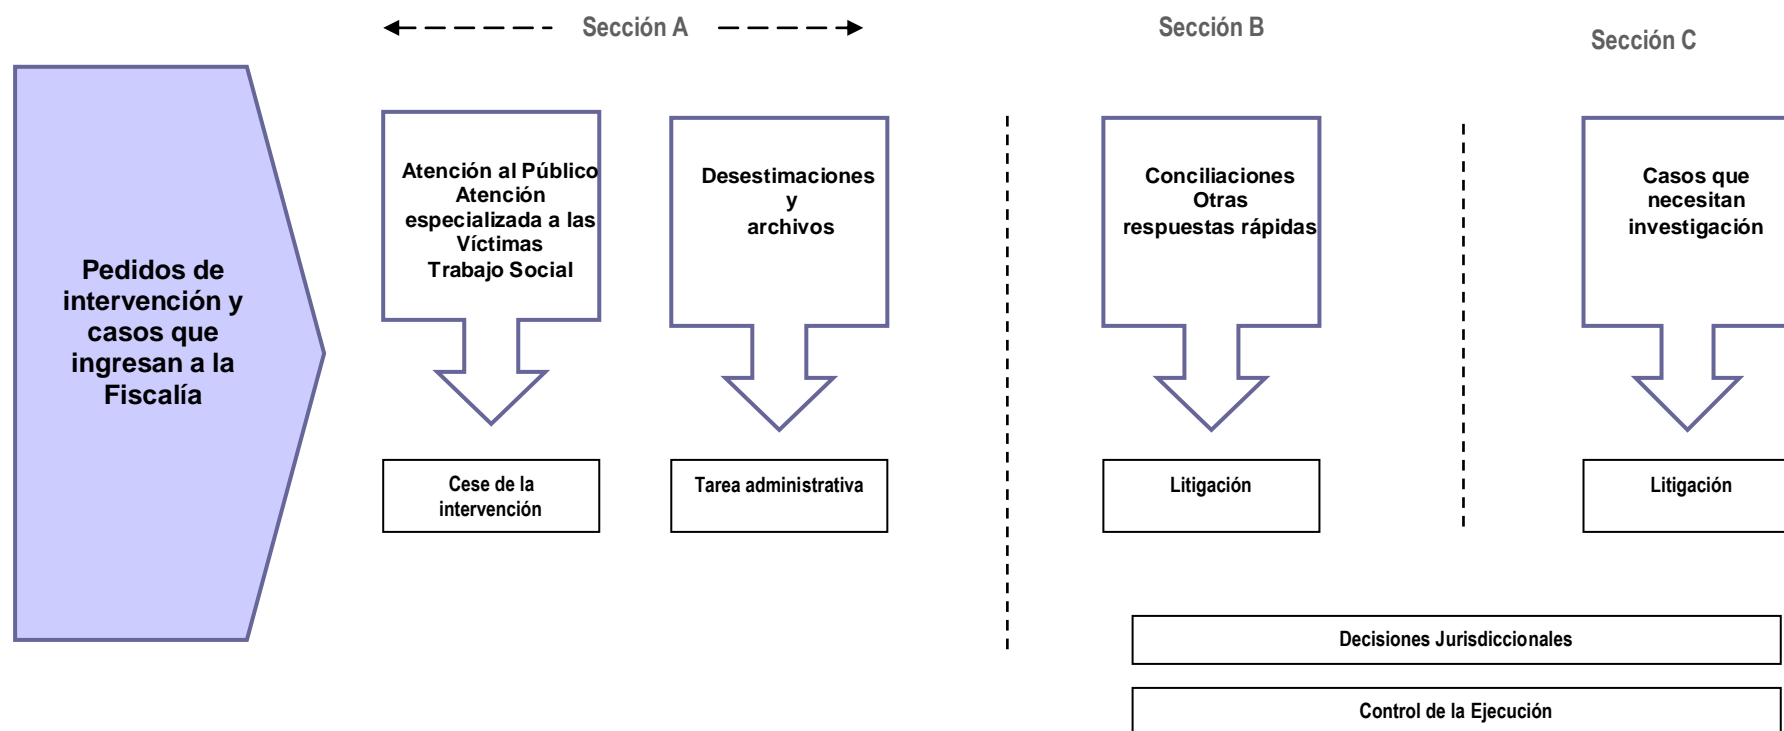 Sección A
Sección B
Sección C
Pedidos de
intervención y
casos que
ingresan a la
Fiscalía
Atención al Público
Atención
especializada a las
Víctimas
Trabajo Social
Desestimaciones
y
archivos
Conciliaciones
Otras
respuestas rápidas
Casos que
necesitan
investigación
Cese de la
intervención
Tarea administrativa
Litigación
Litigación
Decisiones Jurisdiccionales
Control de la Ejecución